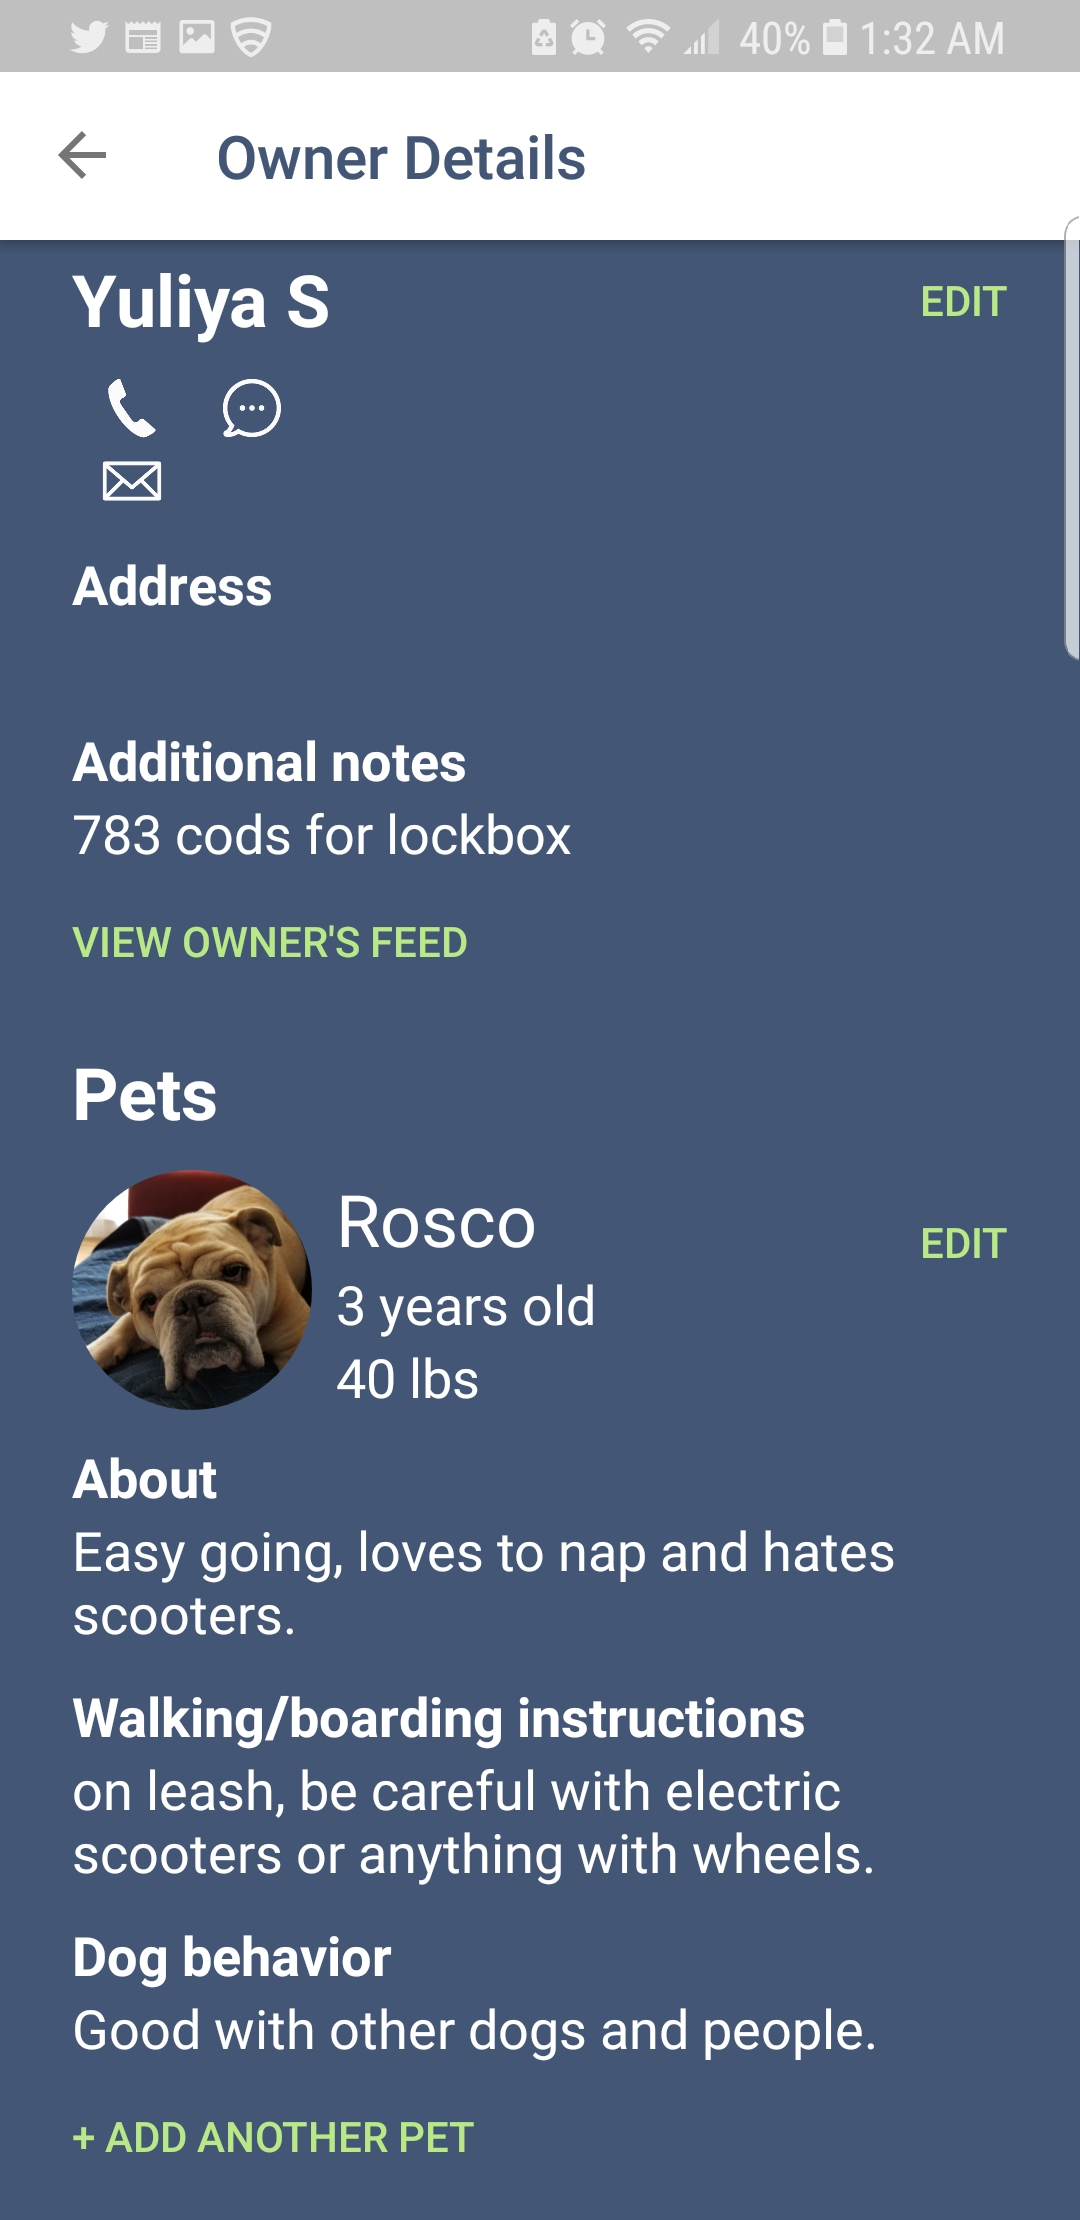 40% 1:32 AM
Owner Details
Yuliya S
EDIT
Address
Additional notes
783 cods for lockbox
VIEW OWNER'S FEED
Pets
Rosco
EDIT
3 years old
40 lbs
About
Easy going, loves to nap and hates
scooters.
Walking/boarding instructions
on leash, be careful with electric
scooters or anything with wheels.
Dog behavior
Good with other dogs and people.
+ ADD ANOTHER PET